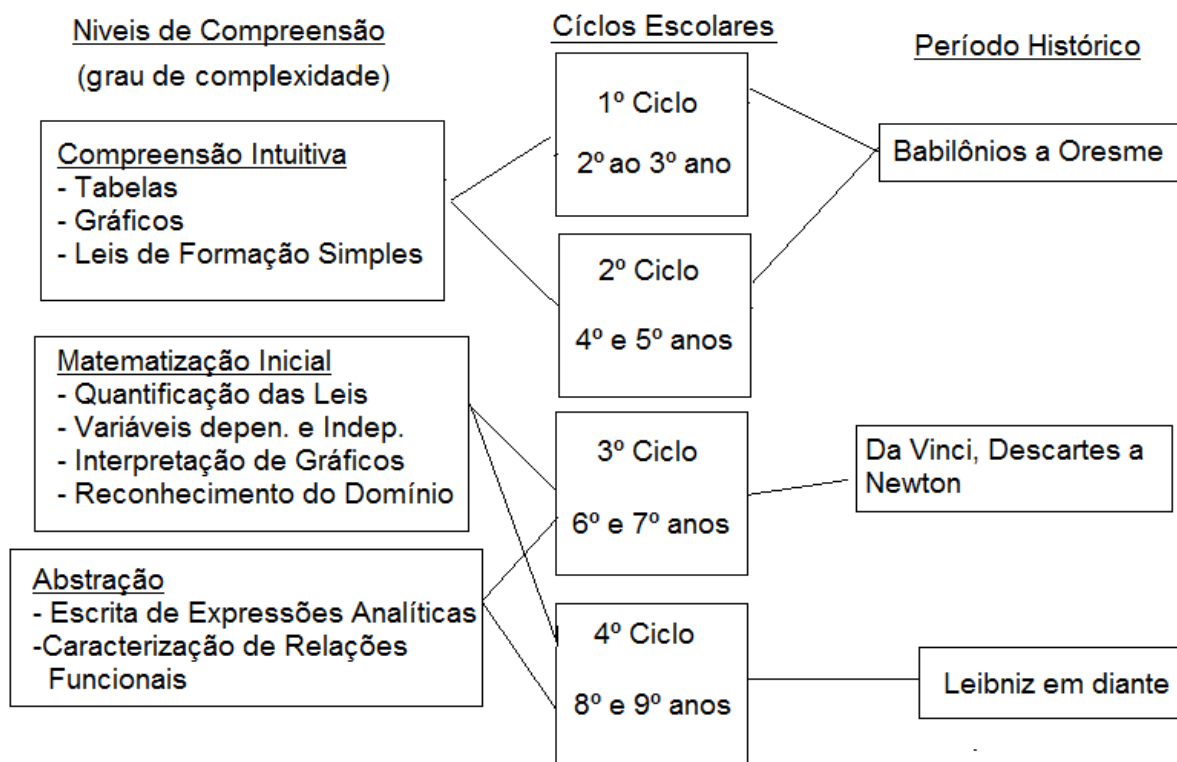 Niveis de Compreensão
(grau de complexidade)
Compreensão Intuitiva
- Tabelas
- Gráficos
- Leis de Formação Simples
Matematização Inicial
- Quantificação das Leis
- Variáveis depen. e Indep.
- Interpretação de Gráficos
- Reconhecimento do Domínio
Abstração
- Escrita de Expressões Analíticas
-Caracterização de Relações
Funcionais
Cíclos Escolares
1º Ciclo
2º ao 3º ano
2º Ciclo
4º e 5º anos
3º Ciclo
6º e 7º anos
4º Ciclo
8º e 9º anos
Período Histórico
Babilônios a Oresme
Da Vinci, Descartes a
Newton
Leibniz em diante